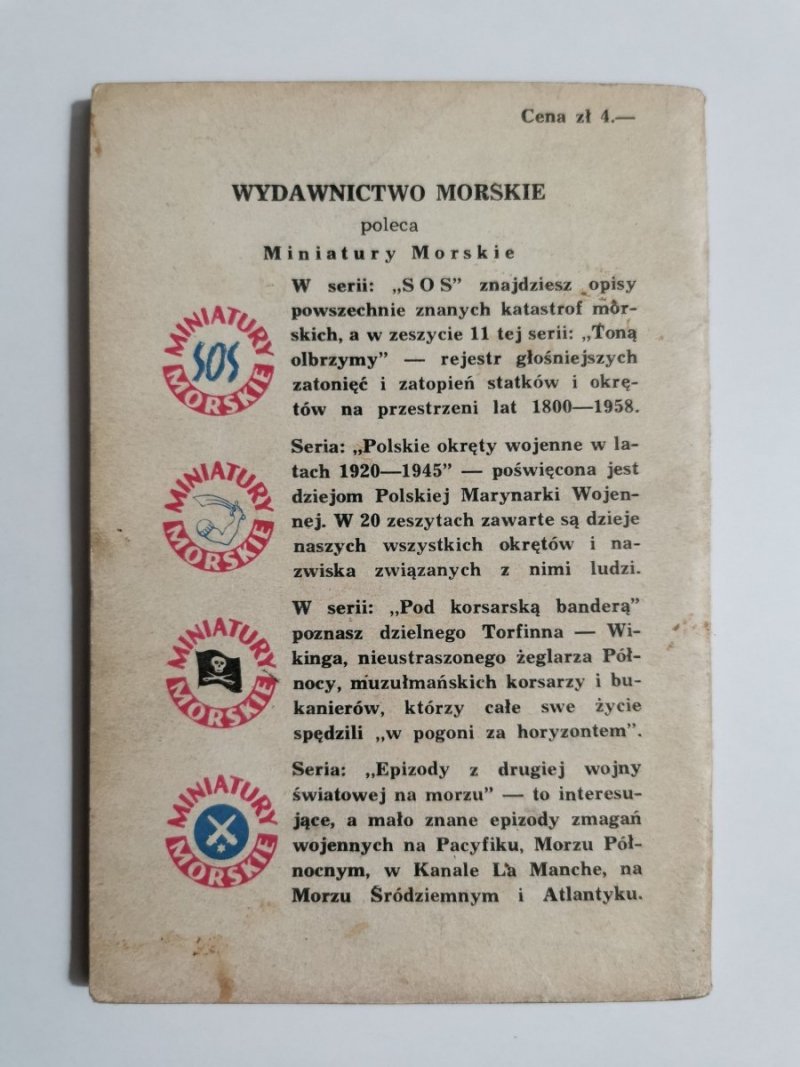 Cena zł 4.—
WYDAWNICTWO MORSKIE
poleca
Miniatury Morskie
MINIATURY
SOS
MORSKIE
W serii: „SOS” znajdziesz opisy
powszechnie znanych katastrof mor-
skich, a w zeszycie 11 tej serii: „Toną
olbrzymy” — rejestr głośniejszych
zatonięć i zatopień statków i okrę-
tów na przestrzeni lat 1800—1958.
MINIATURY
MORSKIE
Seria: „Polskie okręty wojenne w la-
tach 1920—1945” — poświęcona jest
dziejom Polskiej Marynarki Wojen-
nej. W 20 zeszytach zawarte są dzieje
naszych wszystkich okrętów i na-
zwiska związanych z nimi ludzi.
MINIATURY
MORSKIE
W serii: „Pod korsarską banderą”
poznasz dzielnego Torfinna — Wi-
kinga, nieustraszonego żeglarza Pół-
nocy, muzułmańskich korsarzy i bu-
kanierów, którzy całe swe życie
spędzili „w pogoni za horyzontem”.
MINIATURY
MORSKIE
Seria: „Epizody z drugiej wojny
światowej na morzu” — to interesu-
jące, a mało znane epizody zmagań
wojennych na Pacyfiku, Morzu Pół-
nocnym, w Kanale La Manche, na
Morzu Śródziemnym i Atlantyku.